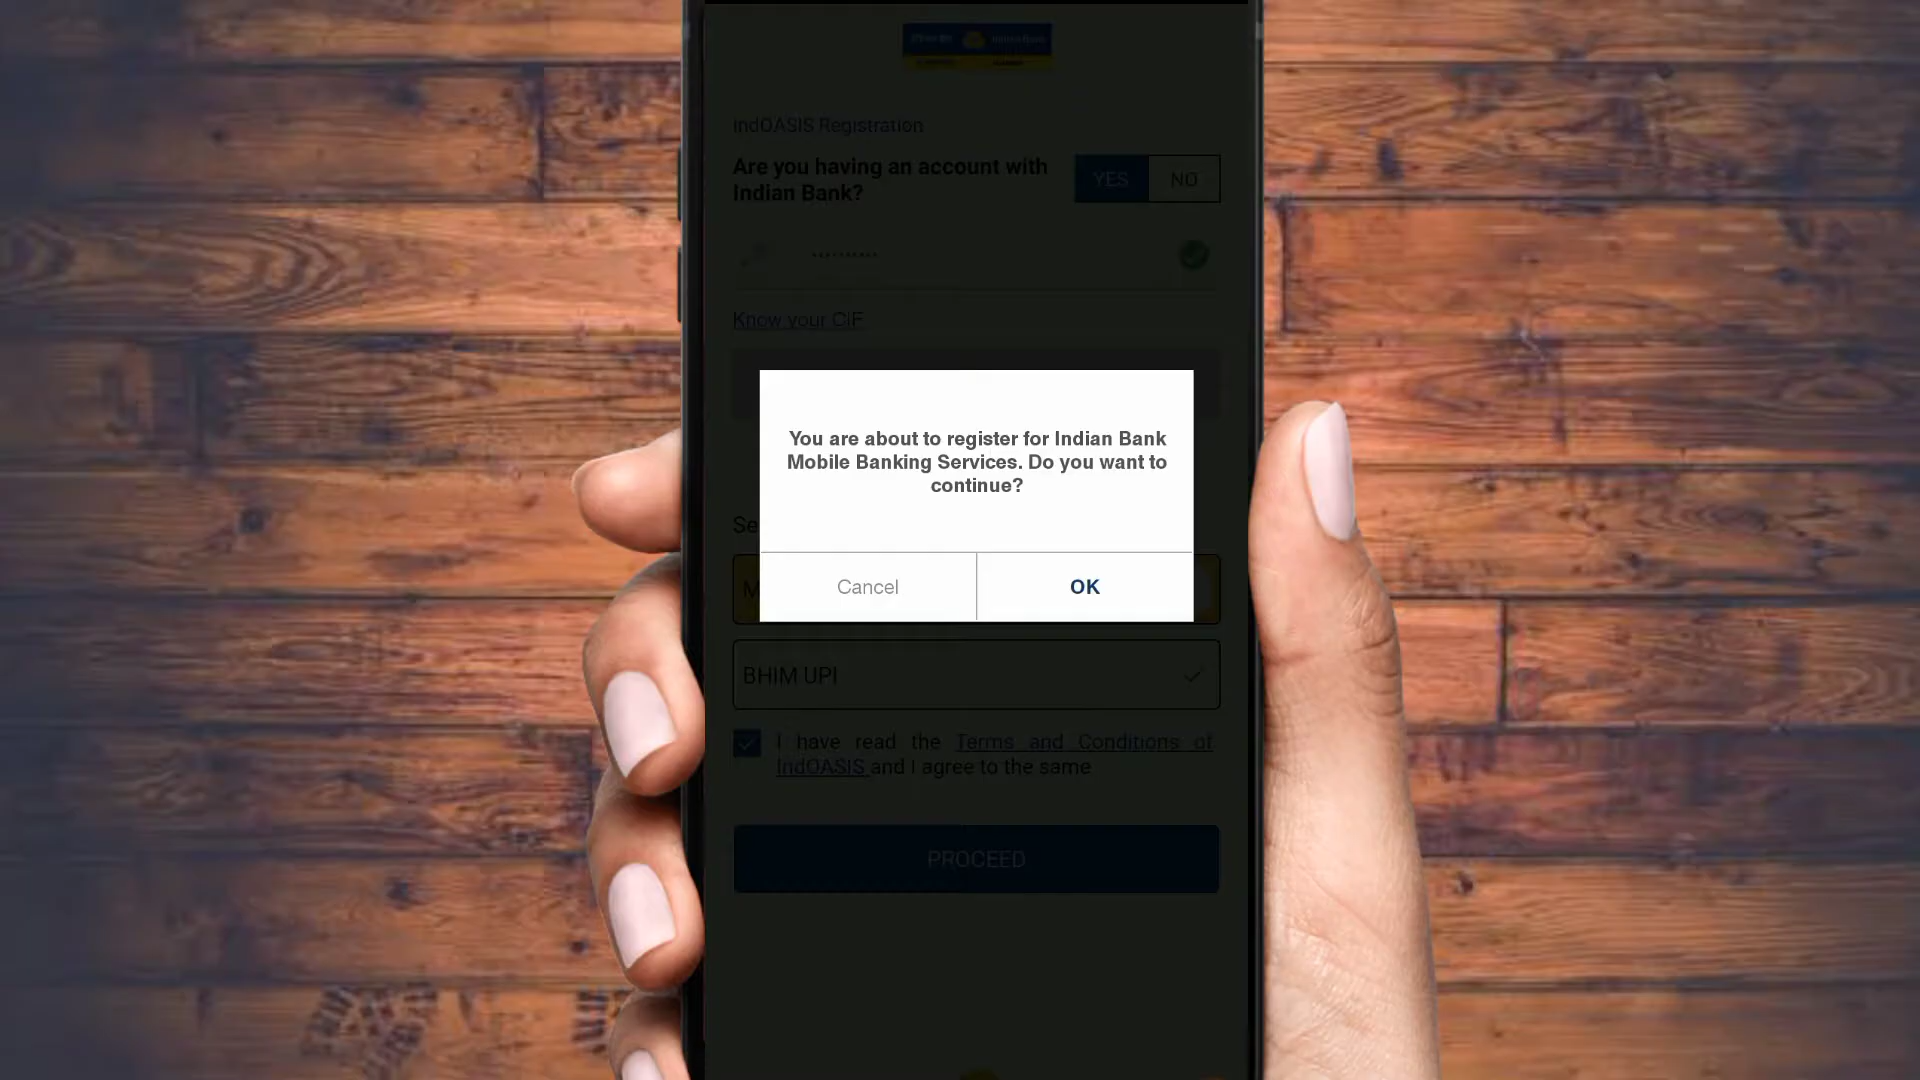 indOASIS Registration
Are you having an account with
Indian Bank?
YES
NO
Know your CIF
You are about to register for Indian Bank
Mobile Banking Services. Do you want to
continue?
Se
Cancel
OK
M
BHIM UPI
I have read the Terms and Conditions of
IndOASIS and I agree to the same
PROCEED